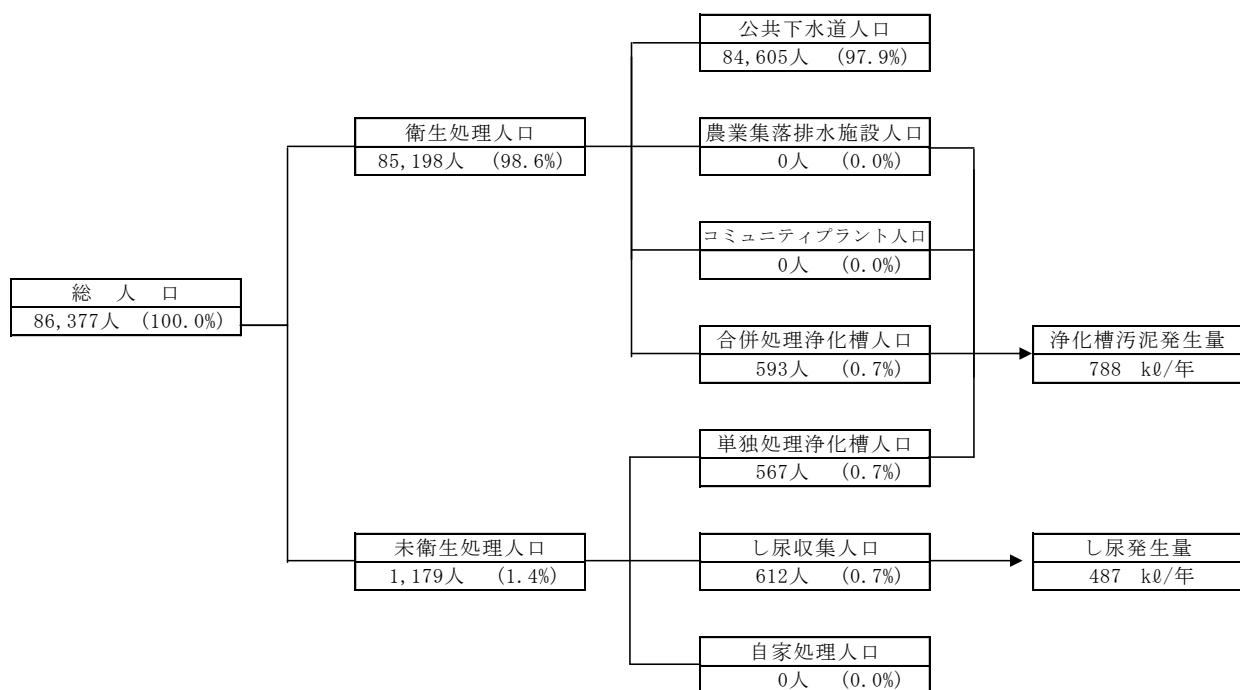 公共下水道人口
84,605人 (97.9%)
衛生処理人口
85,198人 (98.6%)
農業集落排水施設人口
0人 (0.0%)
コミュニティプラント人口
0人 (0.0%)
総 人 口
86,377人 (100.0%)
合併処理浄化槽人口
593人 (0.7%)
浄化槽汚泥発生量
788 kℓ/年
単独処理浄化槽人口
567人 (0.7%)
未衛生処理人口
1,179人 (1.4%)
し尿収集人口
612人 (0.7%)
し尿発生量
487 kℓ/年
自家処理人口
0人 (0.0%)